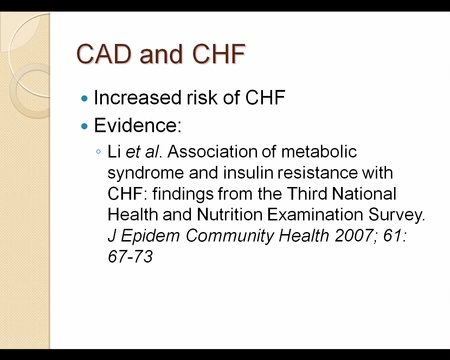 CAD and CHF
Increased risk of CHF
Evidence:
Li et al. Association of metabolic
syndrome and insulin resistance with
CHF: findings from the Third National
Health and Nutrition Examination Survey.
J Epidem Community Health 2007; 61:
67-73